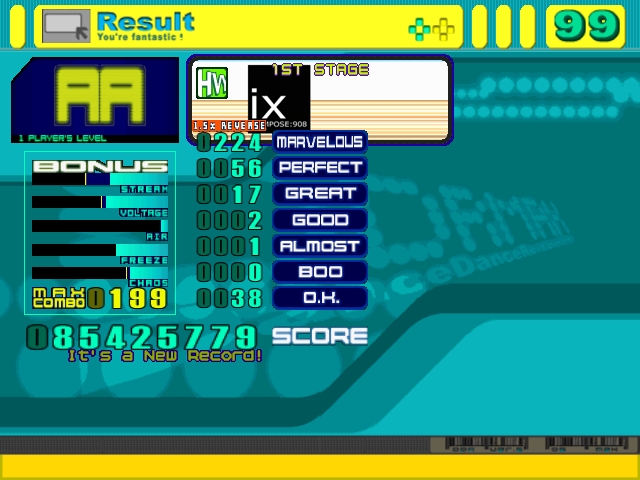 Result
You're fantastic !
99
AA
1 PLAYER'S LEVEL
HM
1ST STAGE
ix
MPOSE:908
1.5x REVERSE
0224 MARVELOUS
0056 PERFECT
0017 GREAT
0002 GOOD
0001 ALMOST
0000 BOO
0038 O.K.
BONUS
STREAM
VOLTAGE
AIR
FREEZE
CHAOS
MAX COMBO 0199
085425779 SCORE
It's a New Record!